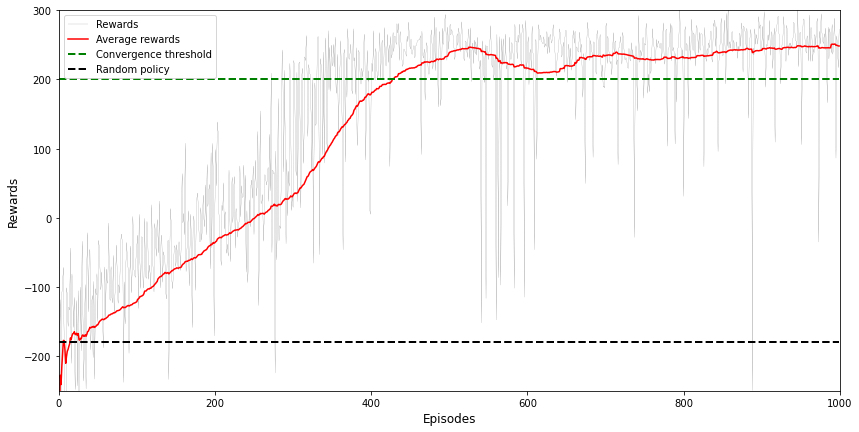 Rewards
Average rewards
Convergence threshold
Random policy
Rewards
300
200
100
0
−100
−200
0
200
400
600
800
1000
Episodes